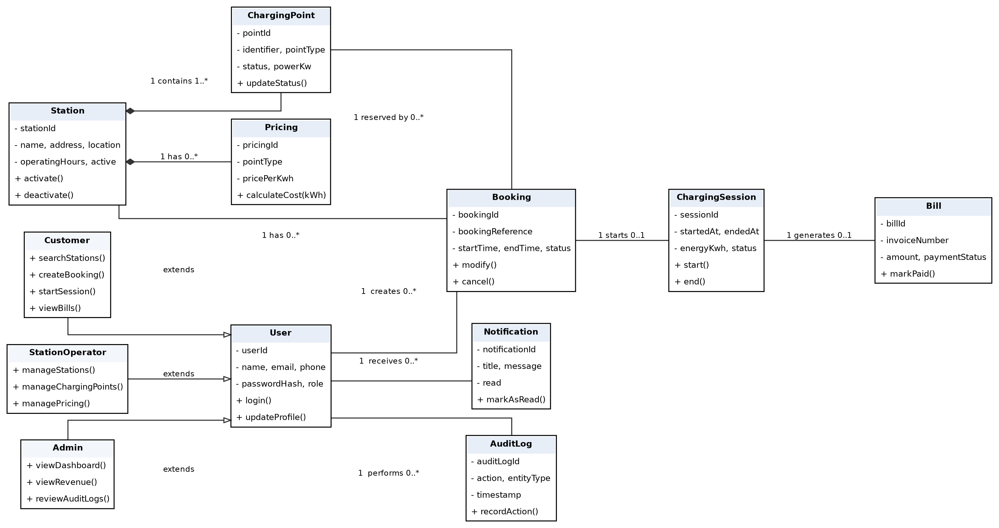 ChargingPoint
- pointId
- identifier, pointType
- status, powerKw
+ updateStatus()
1 contains 1..*
Station
- stationId
- name, address, location
- operatingHours, active
+ activate()
+ deactivate()
1 reserved by 0..*
Pricing
- pricingId
- pointType
- pricePerKwh
+ calculateCost(kWh)
1 has 0..*
Booking
- bookingId
- bookingReference
- startTime, endTime, status
+ modify()
+ cancel()
1 starts 0..1
ChargingSession
- sessionId
- startedAt, endedAt
- energyKwh, status
+ start()
+ end()
1 generates 0..1
Bill
- billId
- invoiceNumber
- amount, paymentStatus
+ markPaid()
1 has 0..*
Customer
+ searchStations()
+ createBooking()
+ startSession()
+ viewBills()
extends
1  creates 0..*
User
- userId
- name, email, phone
- passwordHash, role
+ login()
+ updateProfile()
Notification
- notificationId
- title, message
- read
+ markAsRead()
1  receives 0..*
StationOperator
+ manageStations()
+ manageChargingPoints()
+ managePricing()
extends
Admin
+ viewDashboard()
+ viewRevenue()
+ reviewAuditLogs()
extends
1  performs 0..*
AuditLog
- auditLogId
- action, entityType
- timestamp
+ recordAction()